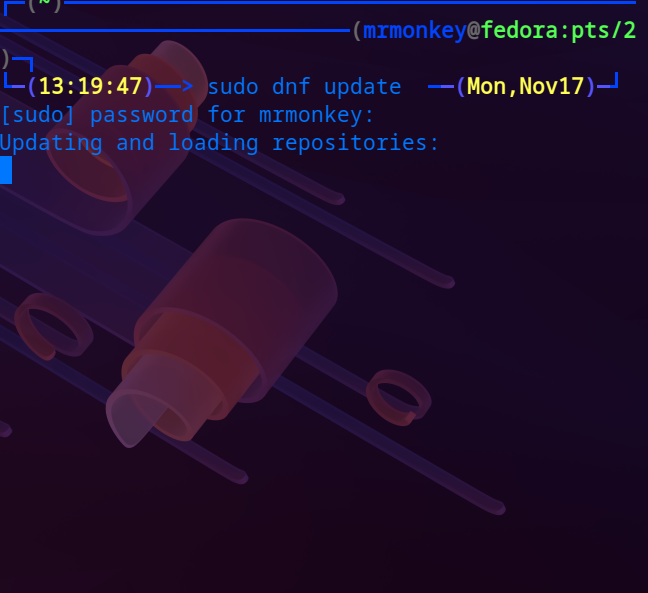 (~)
(mrmonkey@fedora:pts/2
)
(13:19:47)──> sudo dnf update ──(Mon,Nov17)
[sudo] password for mrmonkey:
Updating and loading repositories: